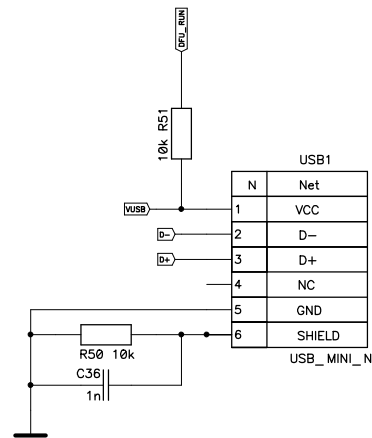 DFU_RUN
10k R51
USB1
N Net
VUSB 1 VCC
D- 2 D-
D+ 3 D+
4 NC
5 GND
6 SHIELD
R50 10k
USB_MINI_N
C36
1n